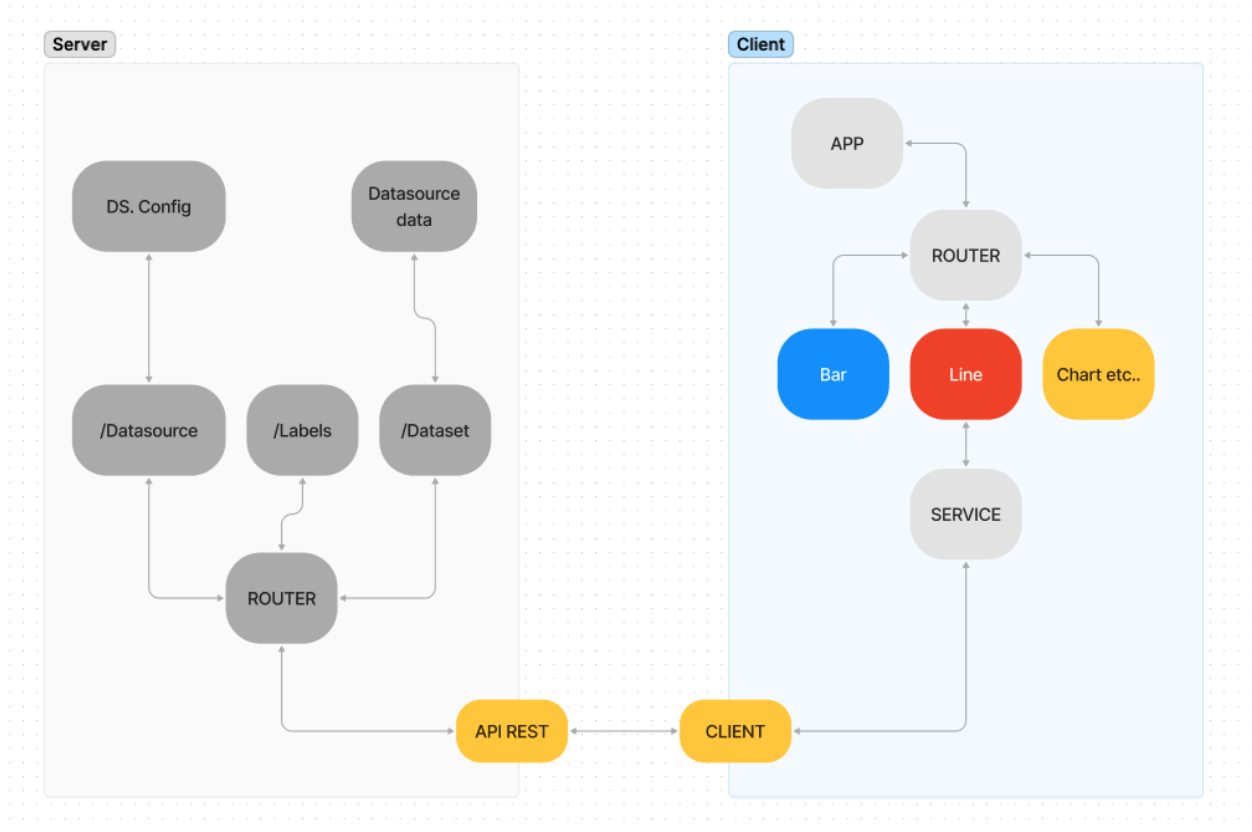 Server
DS. Config
Datasource
data
/Datasource
/Labels
/Dataset
ROUTER
API REST
Client
APP
ROUTER
Bar
Line
Chart etc..
SERVICE
CLIENT